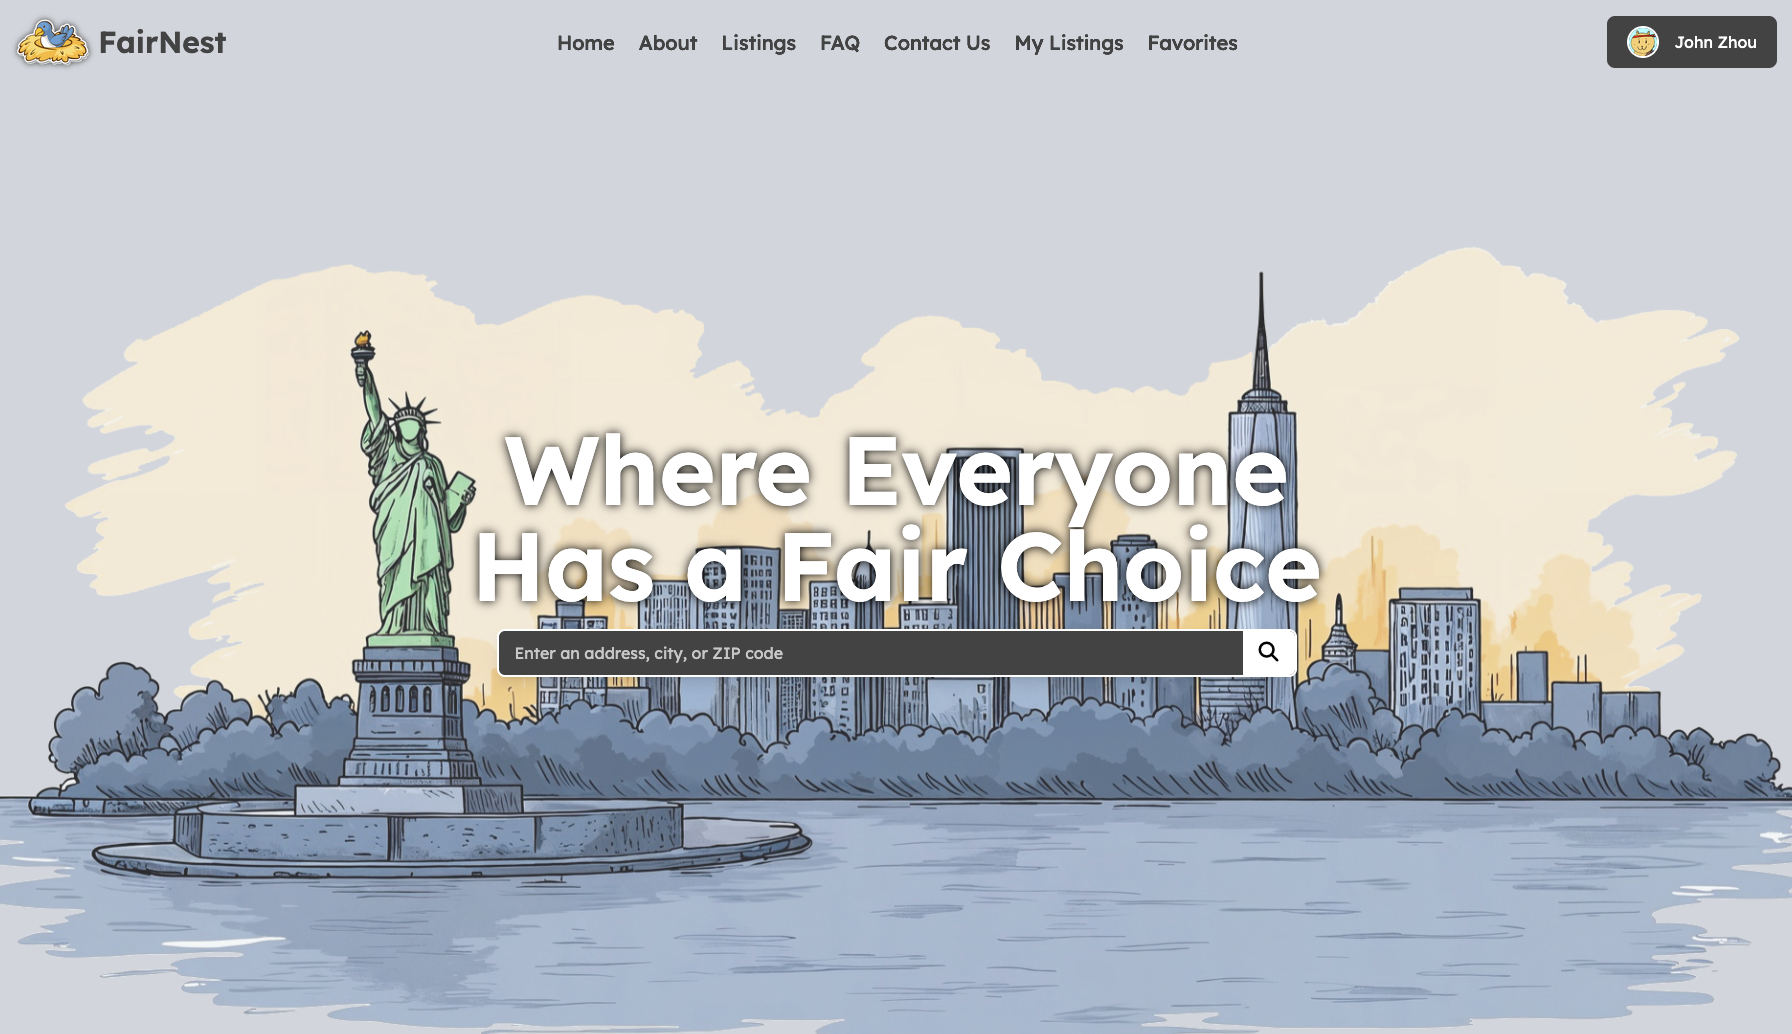 FairNest
Home About Listings FAQ Contact Us My Listings Favorites
John Zhou
Where Everyone
Has a Fair Choice
Enter an address, city, or ZIP code